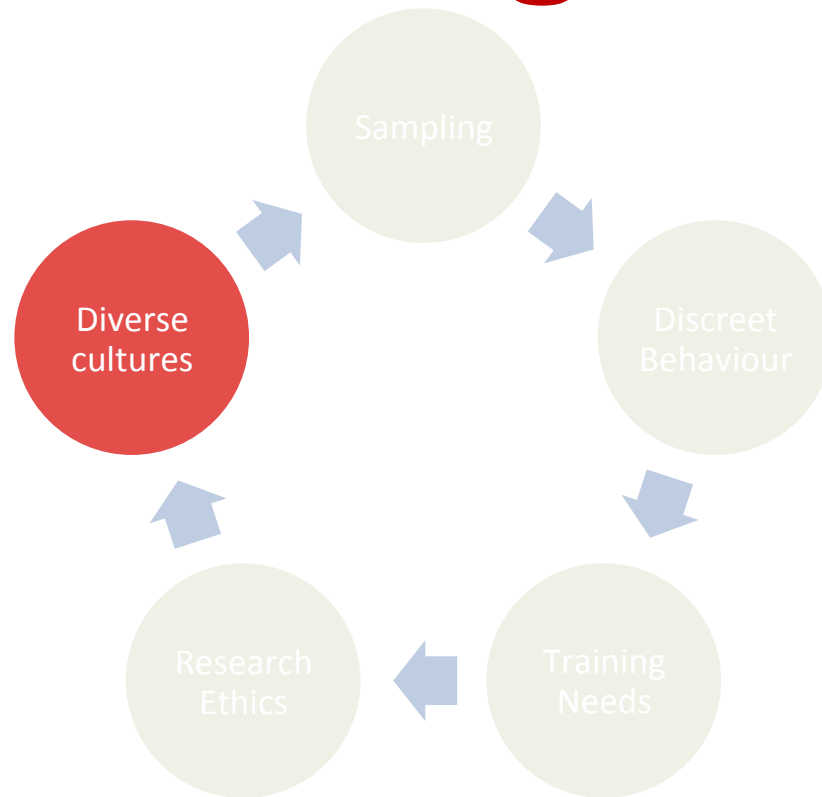 Sampling
Discreet
Behaviour
Training
Needs
Research
Ethics
Diverse
cultures